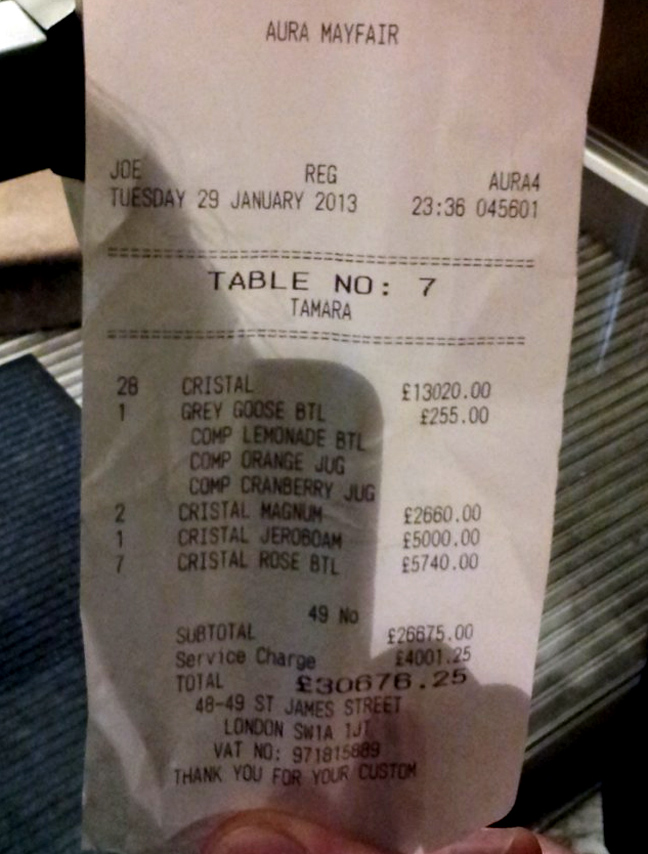 AURA MAYFAIR
JOE REG AURA4
TUESDAY 29 JANUARY 2013 23:36 045601
TABLE NO: 7
TAMARA
28 CRISTAL £13020.00
1 GREY GOOSE BTL £255.00
COMP LEMONADE BTL
COMP ORANGE JUG
COMP CRANBERRY JUG
2 CRISTAL MAGNUM £2660.00
1 CRISTAL JEROBOAM £5000.00
7 CRISTAL ROSE BTL £5740.00
49 No
SUBTOTAL £26675.00
Service Charge £4001.25
TOTAL £30676.25
48-49 ST JAMES STREET
LONDON SW1A 1JT
VAT NO: 971815889
THANK YOU FOR YOUR CUSTOM